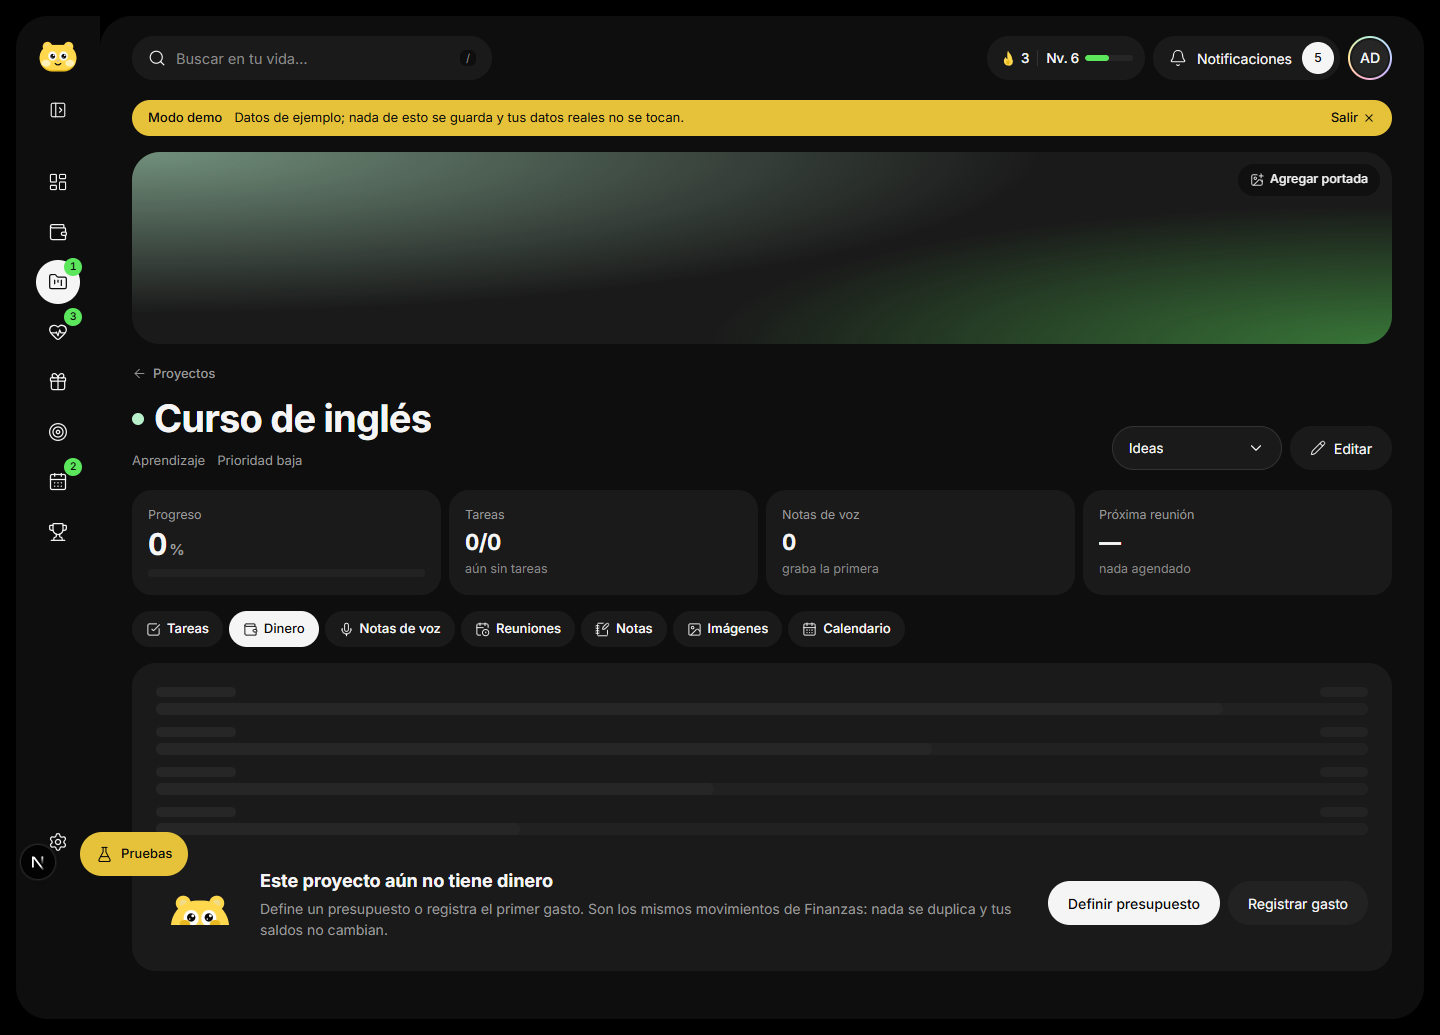 Buscar en tu vida...
/
3
Nv. 6
Notificaciones
5
AD
Modo demo Datos de ejemplo; nada de esto se guarda y tus datos reales no se tocan.
Salir
Agregar portada
1
3
2
Proyectos
Curso de inglés
Aprendizaje Prioridad baja
Ideas
Editar
Progreso
0 %
Tareas
0/0
aún sin tareas
Notas de voz
0
graba la primera
Próxima reunión
—
nada agendado
Tareas
Dinero
Notas de voz
Reuniones
Notas
Imágenes
Calendario
N
Pruebas
Este proyecto aún no tiene dinero
Define un presupuesto o registra el primer gasto. Son los mismos movimientos de Finanzas: nada se duplica y tus
saldos no cambian.
Definir presupuesto
Registrar gasto